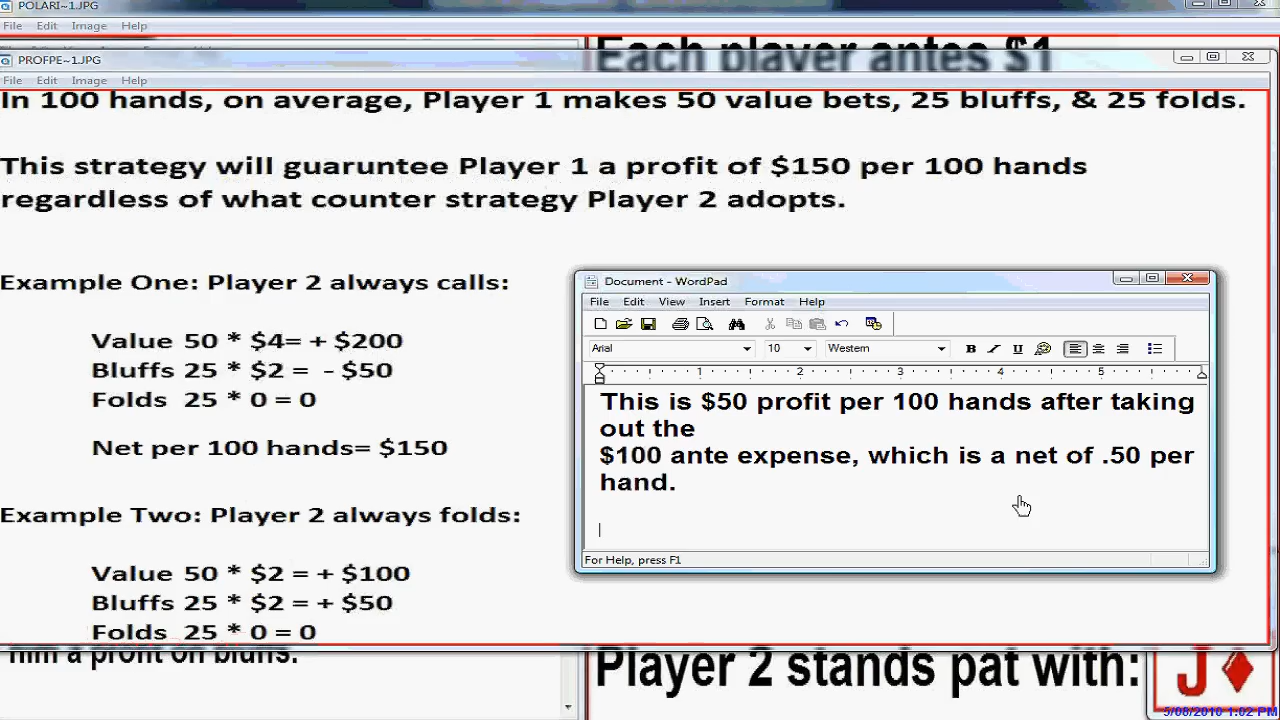 POLARI~1.JPG
File Edit Image Help
Each player antes $1
PROFPE~1.JPG
File Edit Image Help
In 100 hands, on average, Player 1 makes 50 value bets, 25 bluffs, & 25 folds.
This strategy will guaruntee Player 1 a profit of $150 per 100 hands
regardless of what counter strategy Player 2 adopts.
Example One: Player 2 always calls:
Value 50 * $4= + $200
Bluffs 25 * $2 = - $50
Folds 25 * 0 = 0
Net per 100 hands= $150
Example Two: Player 2 always folds:
Value 50 * $2 = + $100
Bluffs 25 * $2 = + $50
Folds 25 * 0 = 0
Document - WordPad
File Edit View Insert Format Help
Arial 10 Western B
1 2 3 4 5
This is $50 profit per 100 hands after taking
out the
$100 ante expense, which is a net of .50 per
hand.
For Help, press F1
him a profit on bluffs.
Player 2 stands pat with:
J
5/08/2010 1:02 PM